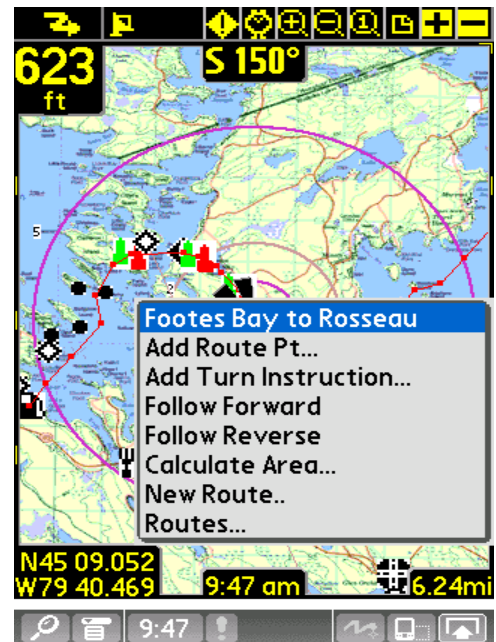 623
ft
S 150°
5
2
Footes Bay to Rosseau
Add Route Pt...
Add Turn Instruction...
Follow Forward
Follow Reverse
Calculate Area...
New Route..
Routes...
N45 09.052
W79 40.469
9:47 am
6.24mi
9:47